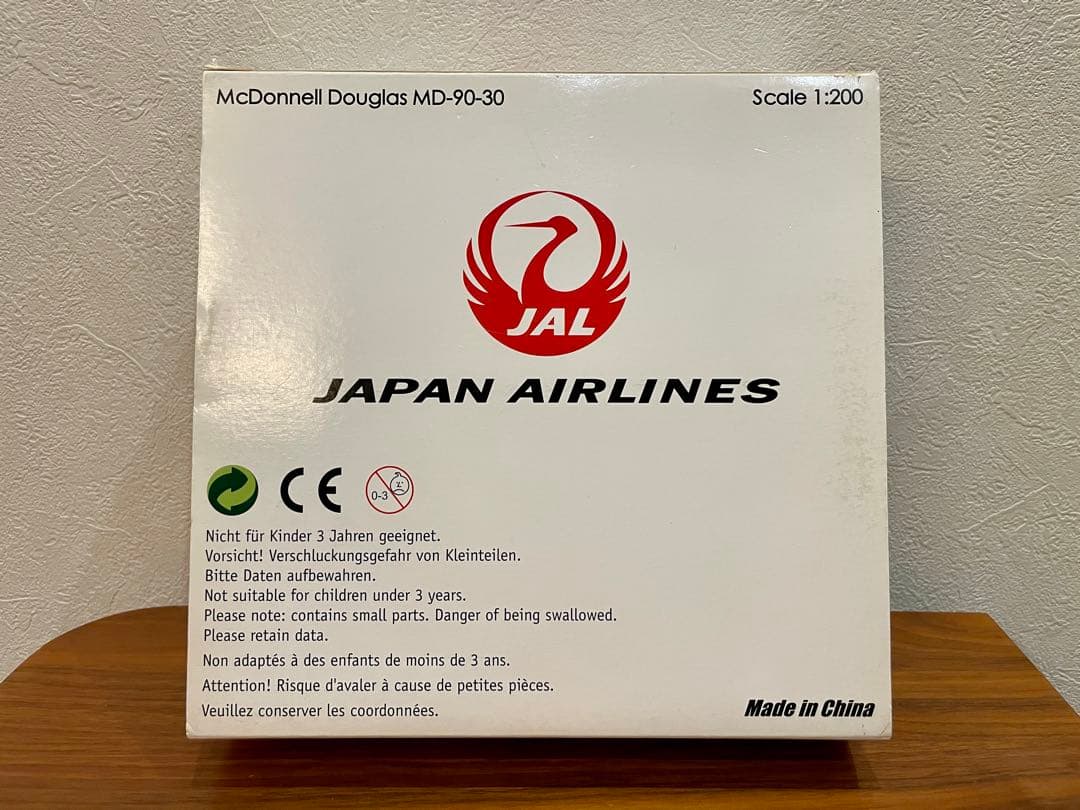 McDonnell Douglas MD-90-30
Scale 1:200
JAL
JAPAN AIRLINES
CE
0-3
Nicht für Kinder 3 Jahren geeignet.
Vorsicht! Verschluckungsgefahr von Kleinteilen.
Bitte Daten aufbewahren.
Not suitable for children under 3 years.
Please note: contains small parts. Danger of being swallowed.
Please retain data.
Non adaptés à des enfants de moins de 3 ans.
Attention! Risque d'avaler à cause de petites pièces.
Veuillez conserver les coordonnées.
Made in China